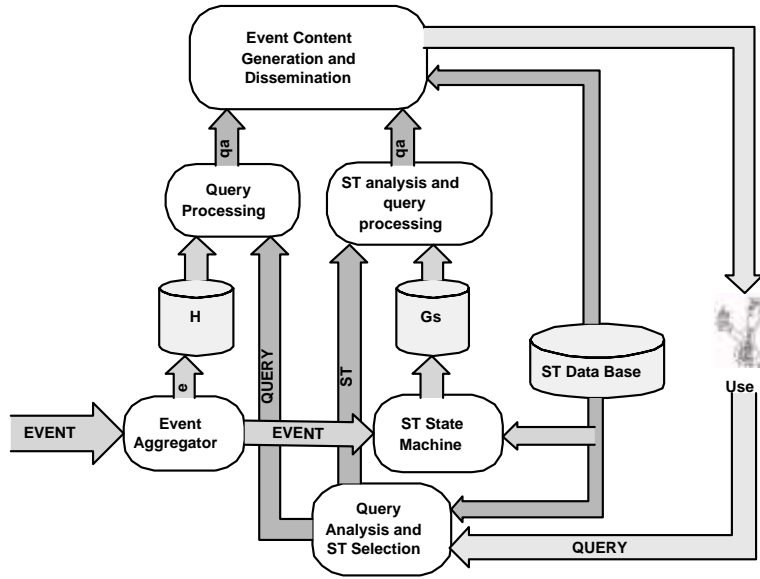 Event Content
Generation and
Dissemination
qa
qa
Query
Processing
ST analysis and
query
processing
H
Gs
ST Data Base
Use
e
QUERY
ST
EVENT
Event
Aggregator
EVENT
ST State
Machine
Query
Analysis and
ST Selection
QUERY